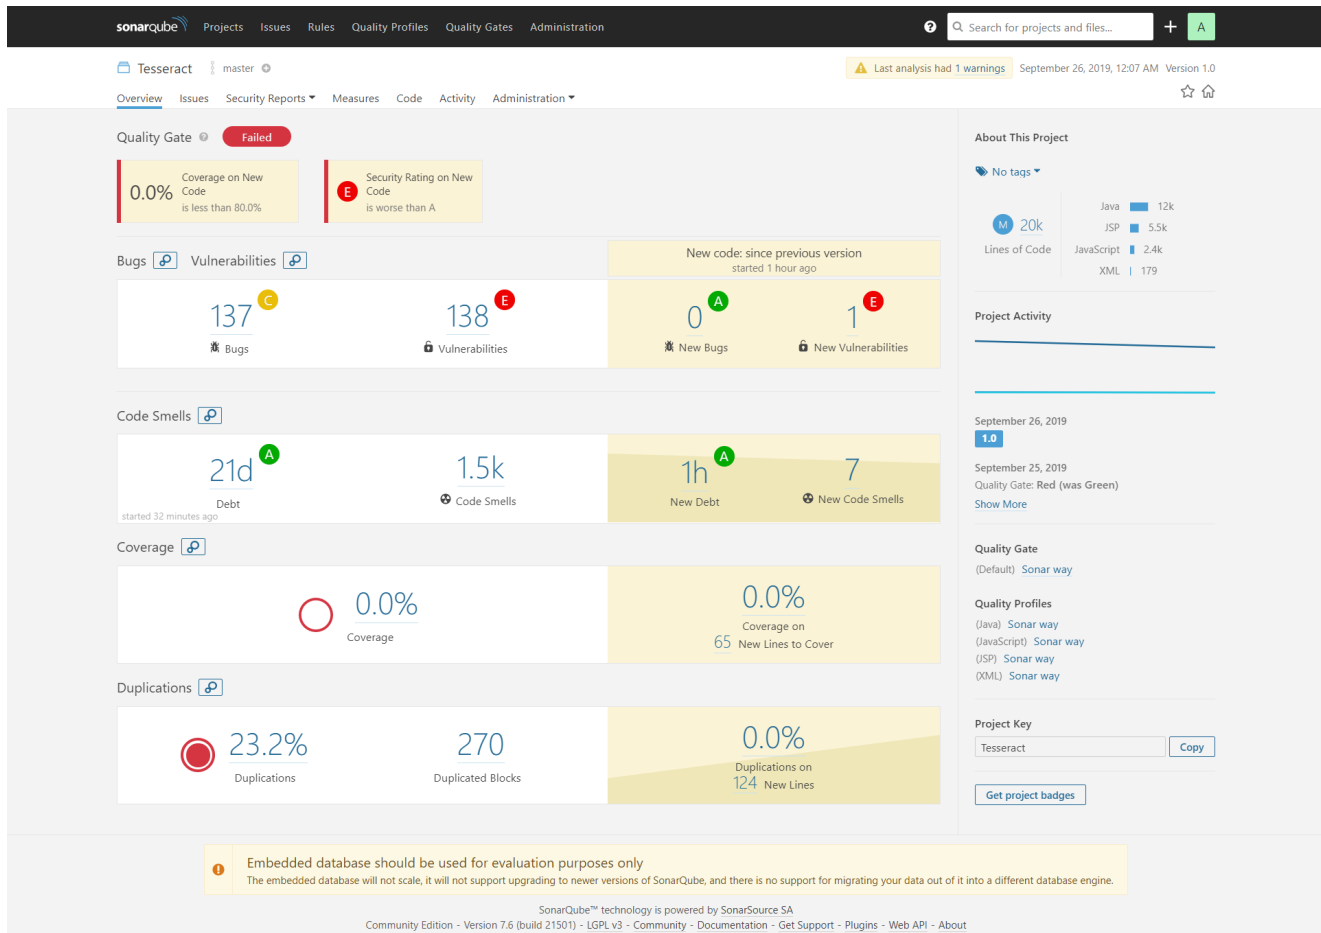 sonarqube Projects Issues Rules Quality Profiles Quality Gates Administration ? Search for projects and files... + A
Tesseract master Last analysis had 1 warnings September 26, 2019, 12:07 AM Version 1.0
Overview Issues Security Reports Measures Code Activity Administration
Quality Gate ? Failed
0.0% Coverage on New Code is less than 80.0%
E Security Rating on New Code is worse than A
Bugs Vulnerabilities
New code: since previous version
started 1 hour ago
137 C 138 E 0 A 1 E
Bugs Vulnerabilities New Bugs New Vulnerabilities
Code Smells
21d A 1.5k 1h A 7
Debt Code Smells New Debt New Code Smells
started 32 minutes ago
Coverage
0.0%
Coverage
0.0%
Coverage on
65 New Lines to Cover
Duplications
23.2% 270 0.0%
Duplications Duplicated Blocks Duplications on
124 New Lines
About This Project
No tags
M 20k
Lines of Code
Java 12k
JSP 5.5k
JavaScript 2.4k
XML 179
Project Activity
September 26, 2019
1.0
September 25, 2019
Quality Gate: Red (was Green)
Show More
Quality Gate
(Default) Sonar way
Quality Profiles
(Java) Sonar way
(JavaScript) Sonar way
(JSP) Sonar way
(XML) Sonar way
Project Key
Tesseract Copy
Get project badges
Embedded database should be used for evaluation purposes only
The embedded database will not scale, it will not support upgrading to newer versions of SonarQube, and there is no support for migrating your data out of it into a different database engine.
SonarQube™ technology is powered by SonarSource SA
Community Edition - Version 7.6 (build 21501) - LGPL v3 - Community - Documentation - Get Support - Plugins - Web API - About